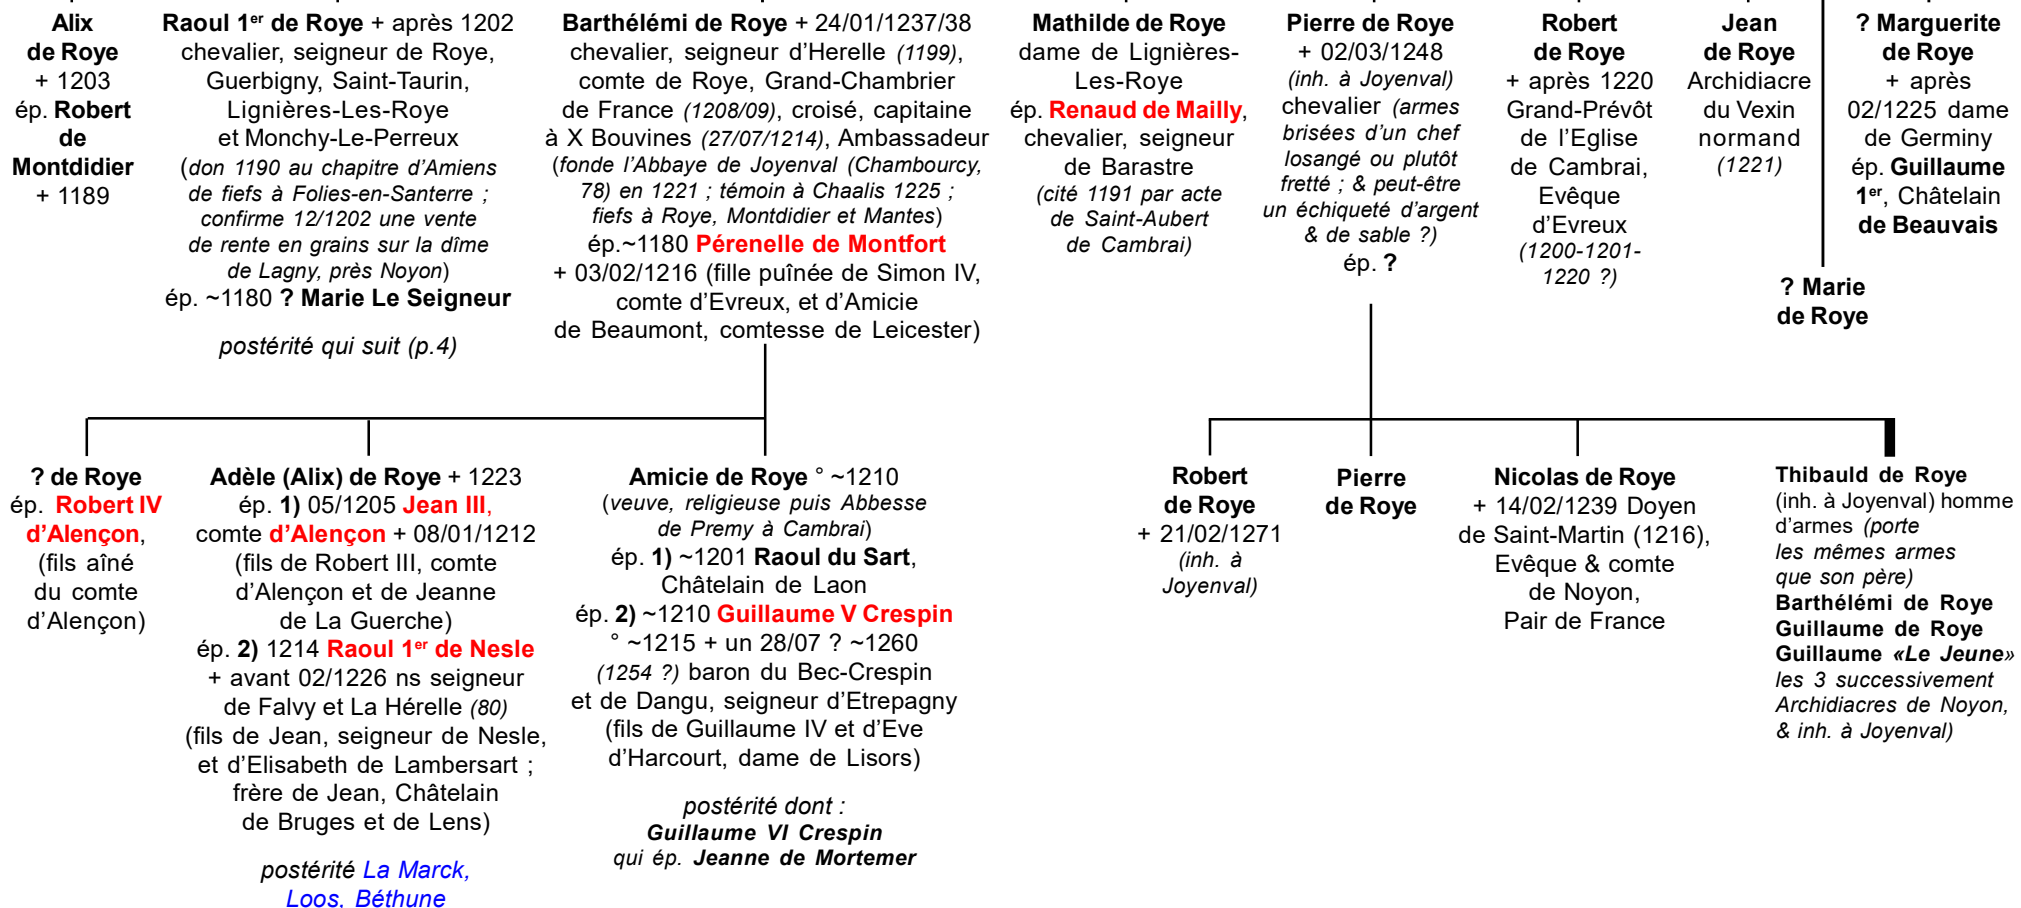 Alix
de Roye
+ 1203
ép. Robert
de
Montdidier
+ 1189
Raoul 1er de Roye + après 1202
chevalier, seigneur de Roye,
Guerbigny, Saint-Taurin,
Lignières-Les-Roye
et Monchy-Le-Perreux
(don 1190 au chapitre d'Amiens
de fiefs à Folies-en-Santerre ;
confirme 12/1202 une vente
de rente en grains sur la dîme
de Lagny, près Noyon)
ép. ~1180 ? Marie Le Seigneur
postérité qui suit (p.4)
Barthélémi de Roye + 24/01/1237/38
chevalier, seigneur d'Herelle (1199),
comte de Roye, Grand-Chambrier
de France (1208/09), croisé, capitaine
à X Bouvines (27/07/1214), Ambassadeur
(fonde l'Abbaye de Joyenval (Chambourcy,
78) en 1221 ; témoin à Chaalis 1225 ;
fiefs à Roye, Montdidier et Mantes)
ép.~1180 Pérenelle de Montfort
+ 03/02/1216 (fille puînée de Simon IV,
comte d'Evreux, et d'Amicie
de Beaumont, comtesse de Leicester)
Mathilde de Roye
dame de Lignières-
Les-Roye
ép. Renaud de Mailly,
chevalier, seigneur
de Barastre
(cité 1191 par acte
de Saint-Aubert
de Cambrai)
Pierre de Roye
+ 02/03/1248
(inh. à Joyenval)
chevalier (armes
brisées d'un chef
losangé ou plutôt
fretté ; & peut-être
un échiqueté d'argent
& de sable ?)
ép. ?
Robert
de Roye
+ après 1220
Grand-Prévôt
de l'Eglise
de Cambrai,
Evêque
d'Evreux
(1200-1201-
1220 ?)
Jean
de Roye
Archidiacre
du Vexin
normand
(1221)
? Marguerite
de Roye
+ après
02/1225 dame
de Germiny
ép. Guillaume
1er, Châtelain
de Beauvais
? Marie
de Roye
? de Roye
ép. Robert IV
d'Alençon,
(fils aîné
du comte
d'Alençon)
Adèle (Alix) de Roye + 1223
ép. 1) 05/1205 Jean III,
comte d'Alençon + 08/01/1212
(fils de Robert III, comte
d'Alençon et de Jeanne
de La Guerche)
ép. 2) 1214 Raoul 1er de Nesle
+ avant 02/1226 ns seigneur
de Falvy et La Hérelle (80)
(fils de Jean, seigneur de Nesle,
et d'Elisabeth de Lambersart ;
frère de Jean, Châtelain
de Bruges et de Lens)
postérité La Marck,
Loos, Béthune
Amicie de Roye ° ~1210
(veuve, religieuse puis Abbesse
de Premy à Cambrai)
ép. 1) ~1201 Raoul du Sart,
Châtelain de Laon
ép. 2) ~1210 Guillaume V Crespin
° ~1215 + un 28/07 ? ~1260
(1254 ?) baron du Bec-Crespin
et de Dangu, seigneur d'Etrepagny
(fils de Guillaume IV et d'Eve
d'Harcourt, dame de Lisors)
postérité dont :
Guillaume VI Crespin
qui ép. Jeanne de Mortemer
Robert
de Roye
+ 21/02/1271
(inh. à
Joyenval)
Pierre
de Roye
Nicolas de Roye
+ 14/02/1239 Doyen
de Saint-Martin (1216),
Evêque & comte
de Noyon,
Pair de France
Thibauld de Roye
(inh. à Joyenval) homme
d'armes (porte
les mêmes armes
que son père)
Barthélémi de Roye
Guillaume de Roye
Guillaume «Le Jeune»
les 3 successivement
Archidiacres de Noyon,
& inh. à Joyenval)